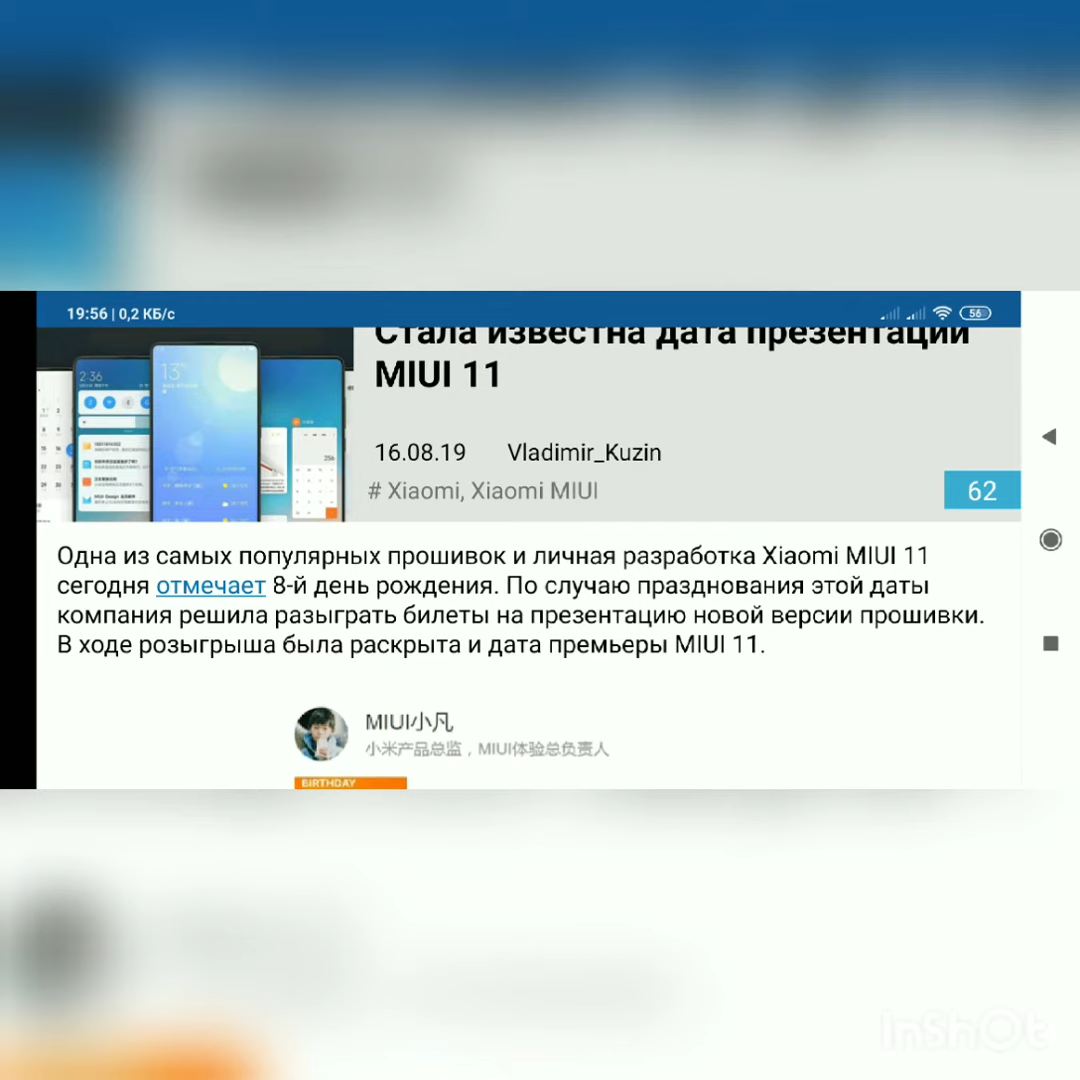 19:56 | 0,2 КБ/с
56
Стала известна дата презентации
MIUI 11
2:36
13°
16.08.19 Vladimir_Kuzin
# Xiaomi, Xiaomi MIUI
62
Одна из самых популярных прошивок и личная разработка Xiaomi MIUI 11
сегодня отмечает 8-й день рождения. По случаю празднования этой даты
компания решила разыграть билеты на презентацию новой версии прошивки.
В ходе розыгрыша была раскрыта и дата премьеры MIUI 11.
MIUI小凡
小米产品总监，MIUI体验总负责人
BIRTHDAY
InShOt